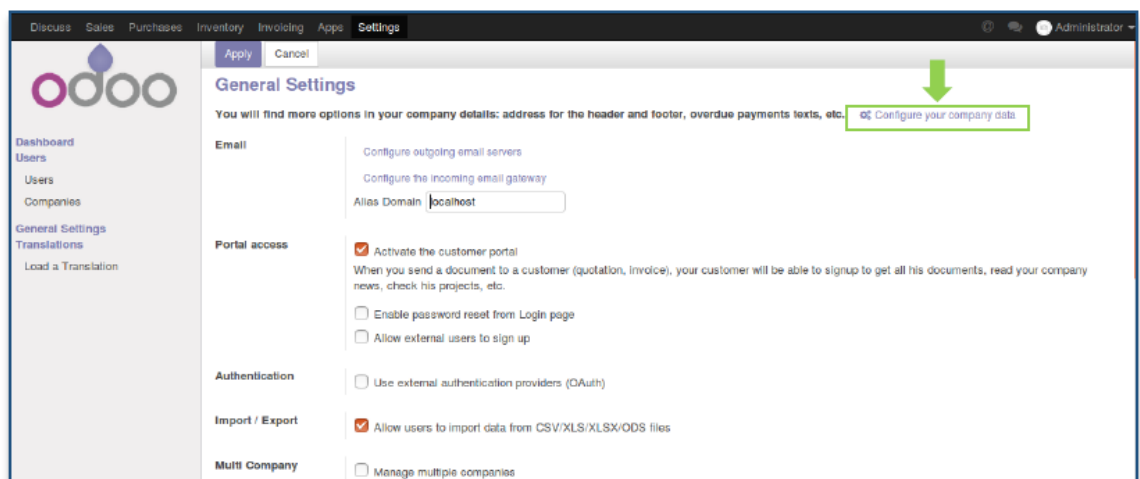 Discuss Sales Purchases Inventory Invoicing Apps Settings Administrator
Apply Cancel
odoo
General Settings
You will find more options in your company details: address for the header and footer, overdue payments texts, etc. Configure your company data
Dashboard
Users
Users
Companies
General Settings
Translations
Load a Translation
Email
Configure outgoing email servers
Configure the incoming email gateway
Alias Domain localhost
Portal access
Activate the customer portal
When you send a document to a customer (quotation, invoice), your customer will be able to signup to get all his documents, read your company
news, check his projects, etc.
Enable password reset from Login page
Allow external users to sign up
Authentication
Use external authentication providers (OAuth)
Import / Export
Allow users to import data from CSV/XLS/XLSX/ODS files
Multi Company
Manage multiple companies